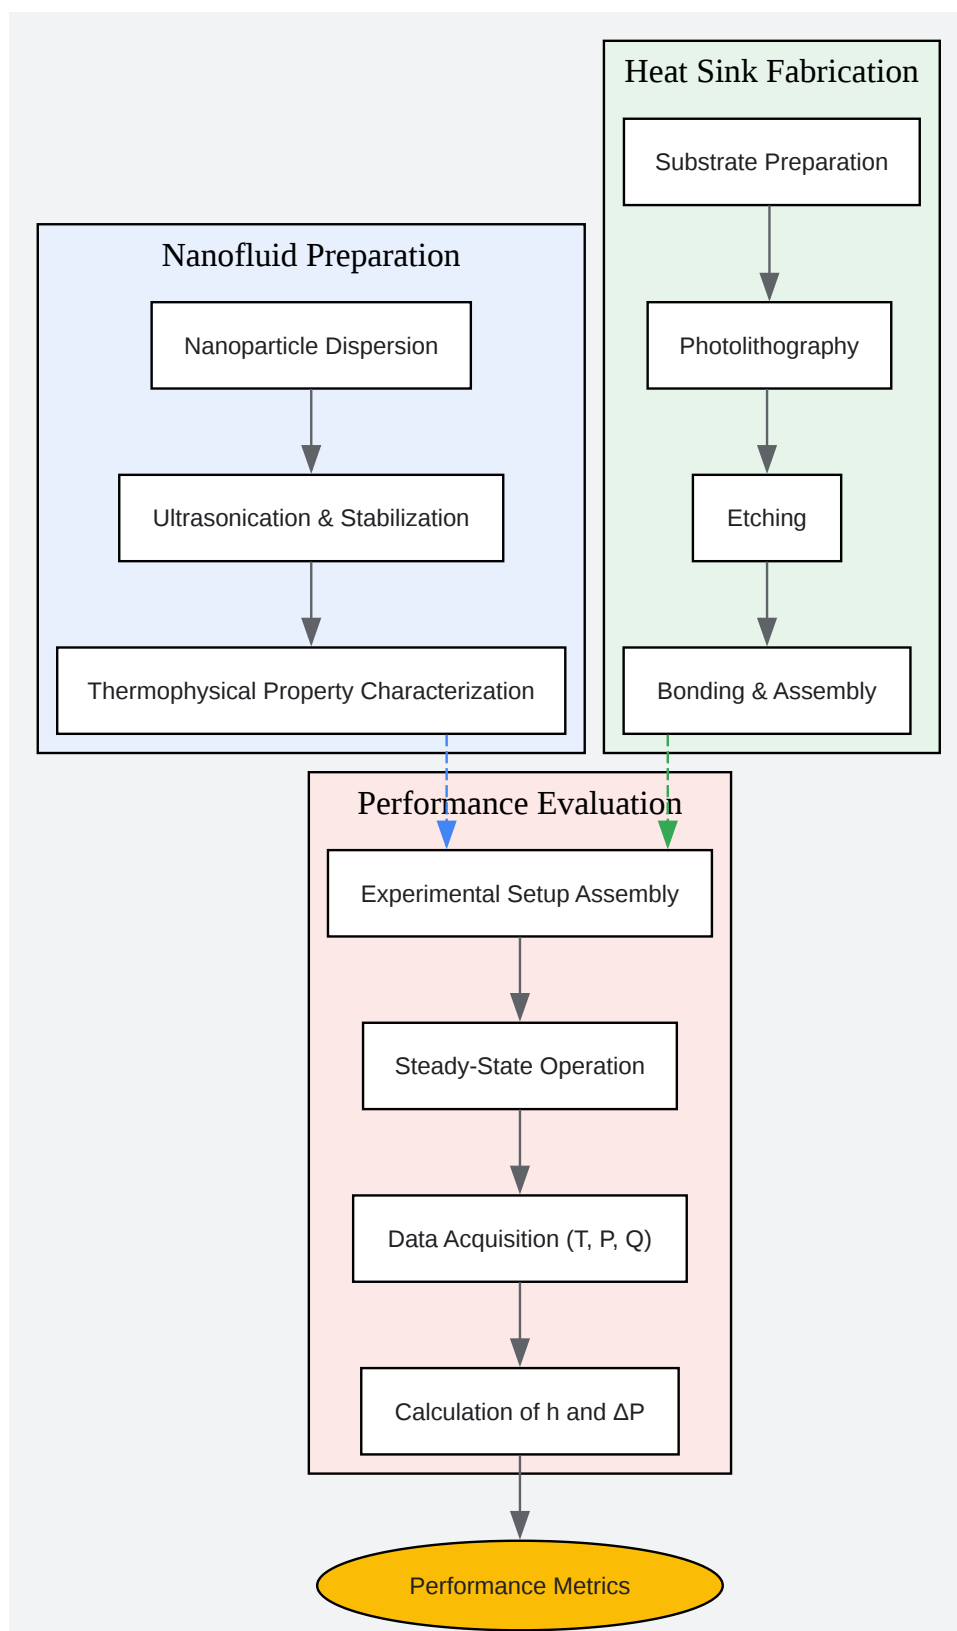 Heat Sink Fabrication
Substrate Preparation
Photolithography
Etching
Bonding & Assembly
Nanofluid Preparation
Nanoparticle Dispersion
Ultrasonication & Stabilization
Thermophysical Property Characterization
Performance Evaluation
Experimental Setup Assembly
Steady-State Operation
Data Acquisition (T, P, Q)
Calculation of h and ΔP
Performance Metrics